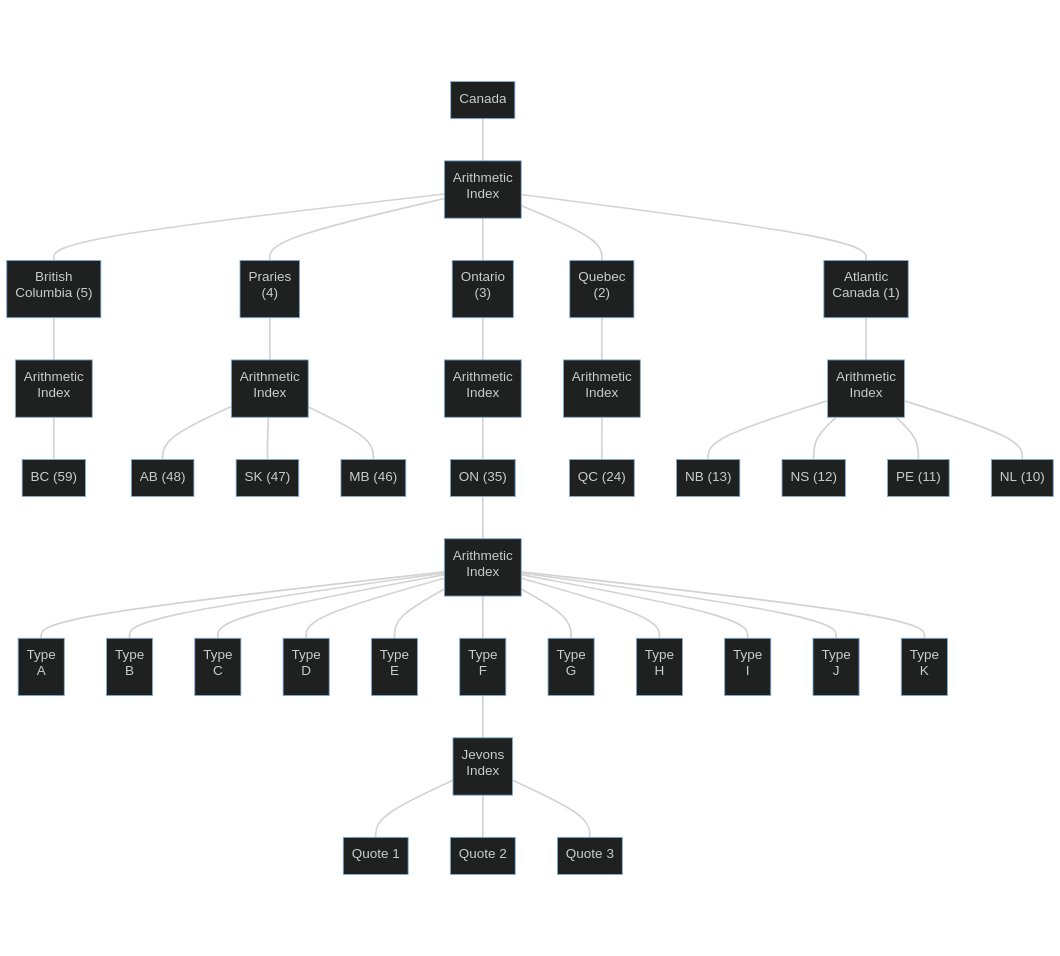 Canada
Arithmetic
Index
British
Columbia (5)
Praries
(4)
Ontario
(3)
Quebec
(2)
Atlantic
Canada (1)
Arithmetic
Index
Arithmetic
Index
Arithmetic
Index
Arithmetic
Index
Arithmetic
Index
BC (59)
AB (48)
SK (47)
MB (46)
ON (35)
QC (24)
NB (13)
NS (12)
PE (11)
NL (10)
Arithmetic
Index
Type
A
Type
B
Type
C
Type
D
Type
E
Type
F
Type
G
Type
H
Type
I
Type
J
Type
K
Jevons
Index
Quote 1
Quote 2
Quote 3